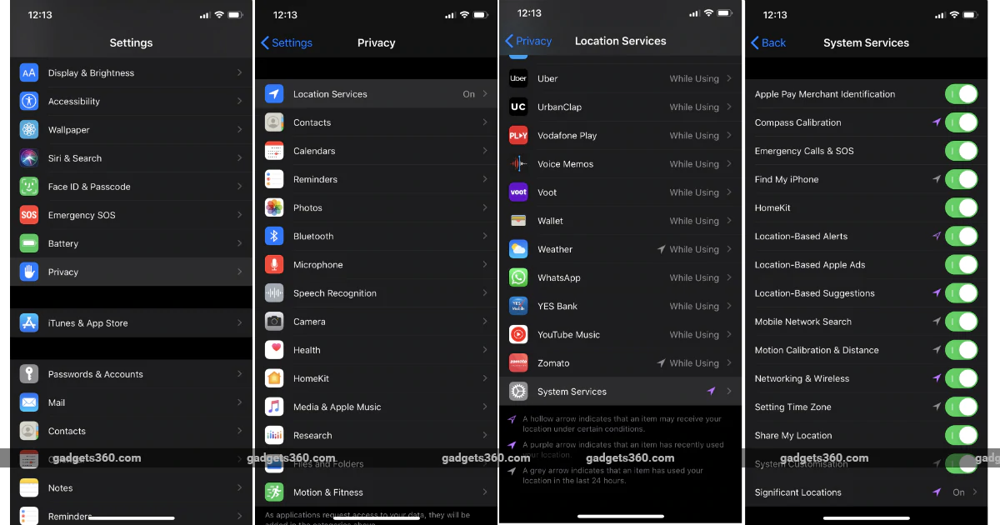 12:13
Settings
Display & Brightness
Accessibility
Wallpaper
Siri & Search
Face ID & Passcode
SOS
Emergency SOS
Battery
Privacy
iTunes & App Store
Passwords & Accounts
Mail
Contacts
gadgets360.com
Notes
Reminders
12:13
Settings
Privacy
Location Services On
Contacts
Calendars
Reminders
Photos
Bluetooth
Microphone
Speech Recognition
Camera
Health
HomeKit
Media & Apple Music
Research
gadgets360.com
Files and Folders
Motion & Fitness
As applications request access to your data, they will be
added in the categories above.
12:13
Privacy
Location Services
Uber
Uber While Using
UC
UrbanClap While Using
PLAY
Vodafone Play While Using
Voice Memos While Using
voot
Voot While Using
Wallet While Using
Weather While Using
WhatsApp While Using
YES Bank While Using
YouTube Music While Using
zomato
Zomato While Using
System Services
A hollow arrow indicates that an item may receive your
location under certain conditions.
A purple arrow indicates that an item has recently used
your location.
gadgets360.com
gadgets360.com
A grey arrow indicates that an item has used your
location in the last 24 hours.
12:13
Back
System Services
Apple Pay Merchant Identification
Compass Calibration
Emergency Calls & SOS
Find My iPhone
HomeKit
Location-Based Alerts
Location-Based Apple Ads
Location-Based Suggestions
Mobile Network Search
Motion Calibration & Distance
Networking & Wireless
Setting Time Zone
Share My Location
gadgets360.com
gadg
System Customisation
Significant Locations On